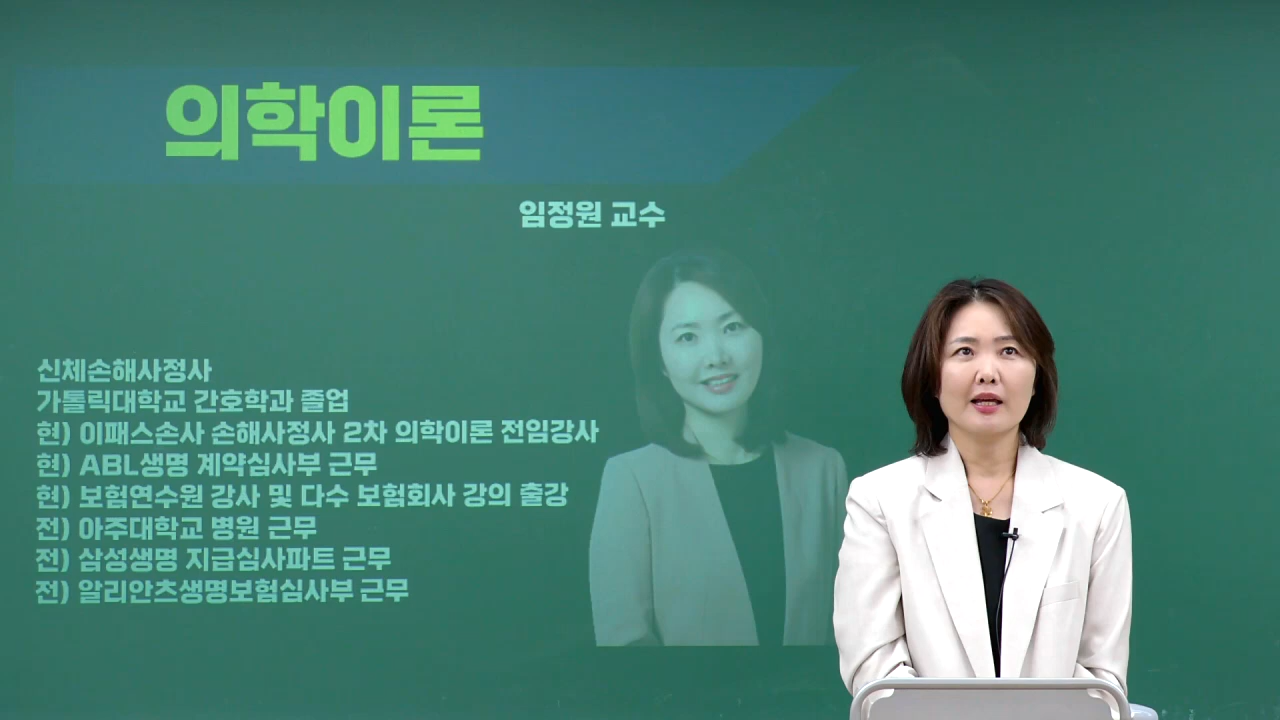 의학이론
임정원 교수
신체손해사정사
가톨릭대학교 간호학과 졸업
현) 이패스손사 손해사정사 2차 의학이론 전임강사
현) ABL생명 계약심사부 근무
현) 보험연수원 강사 및 다수 보험회사 강의 출강
전) 아주대학교 병원 근무
전) 삼성생명 지급심사파트 근무
전) 알리안츠생명보험심사부 근무